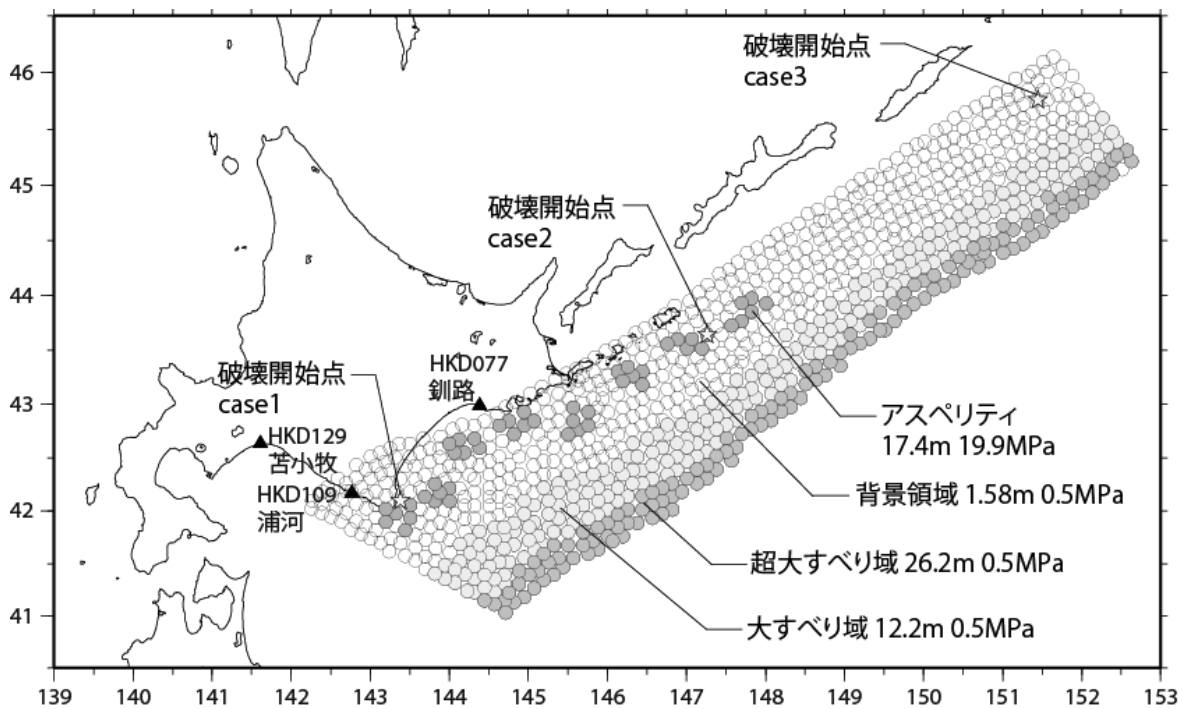 破壊開始点
case3
46
45
破壊開始点
case2
44
HKD077
釧路
破壊開始点
case1
43
アスペリティ
17.4m 19.9MPa
HKD129
苫小牧
背景領域 1.58m 0.5MPa
HKD109
浦河
42
超大すべり域 26.2m 0.5MPa
大すべり域 12.2m 0.5MPa
41
139 140 141 142 143 144 145 146 147 148 149 150 151 152 153